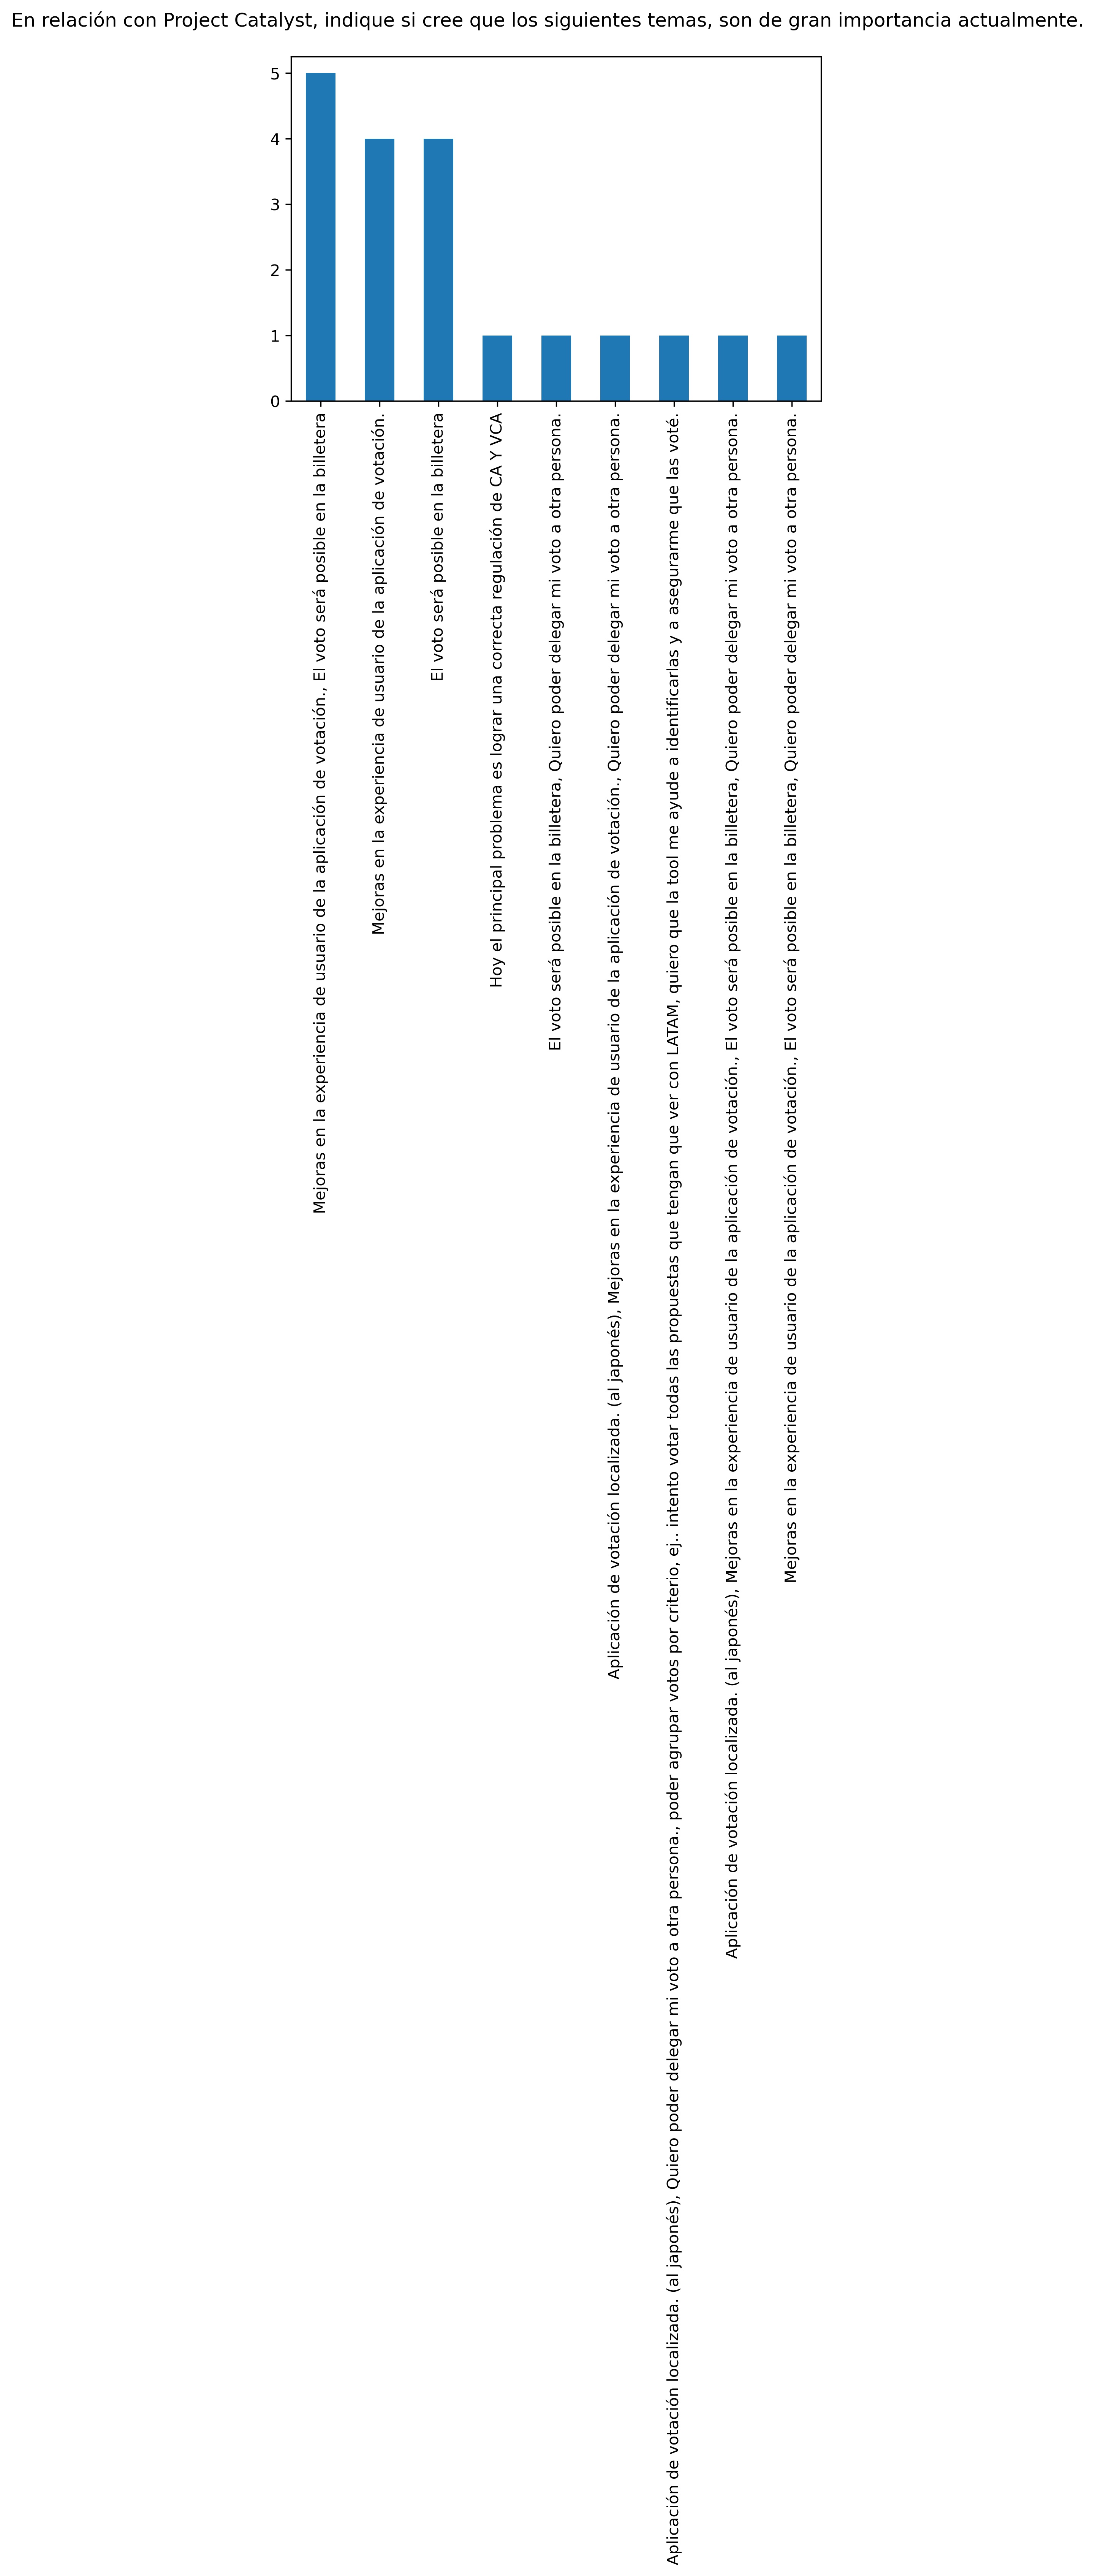 En relación con Project Catalyst, indique si cree que los siguientes temas, son de gran importancia actualmente.
5
4
3
2
1
0
Mejoras en la experiencia de usuario de la aplicación de votación., El voto será posible en la billetera
Mejoras en la experiencia de usuario de la aplicación de votación.
El voto será posible en la billetera
Hoy el principal problema es lograr una correcta regulación de CA Y VCA
El voto será posible en la billetera, Quiero poder delegar mi voto a otra persona.
Aplicación de votación localizada. (al japonés), Mejoras en la experiencia de usuario de la aplicación de votación., Quiero poder delegar mi voto a otra persona.
Aplicación de votación localizada. (al japonés), Quiero poder delegar mi voto a otra persona., poder agrupar votos por criterio, ej.. intento votar todas las propuestas que tengan que ver con LATAM, quiero que la tool me ayude a identificarlas y a asegurarme que las voté.
Aplicación de votación localizada. (al japonés), Mejoras en la experiencia de usuario de la aplicación de votación., El voto será posible en la billetera, Quiero poder delegar mi voto a otra persona.
Mejoras en la experiencia de usuario de la aplicación de votación., El voto será posible en la billetera, Quiero poder delegar mi voto a otra persona.